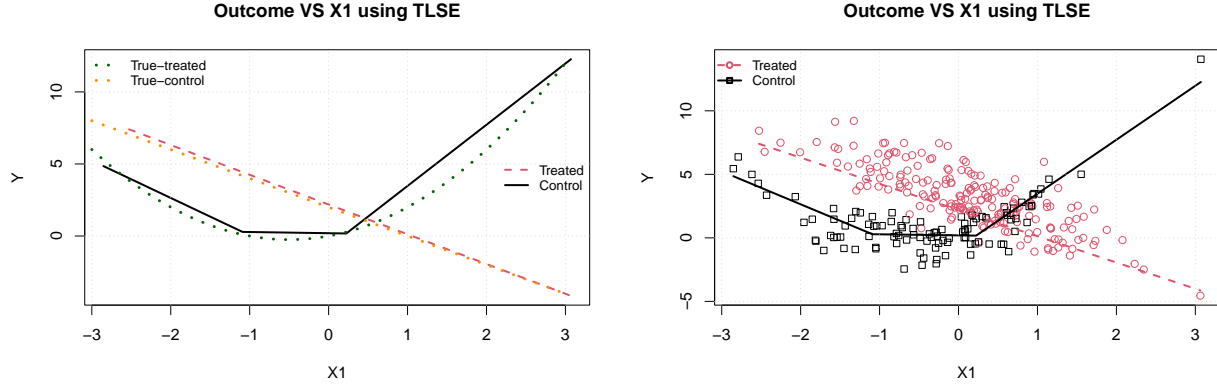 Outcome VS X1 using TLSE
True−treated
True−control
Treated
Control
Y
10
5
0
−3 −2 −1 0 1 2 3
X1
Outcome VS X1 using TLSE
Treated
Control
Y
10
5
0
−5
−3 −2 −1 0 1 2 3
X1